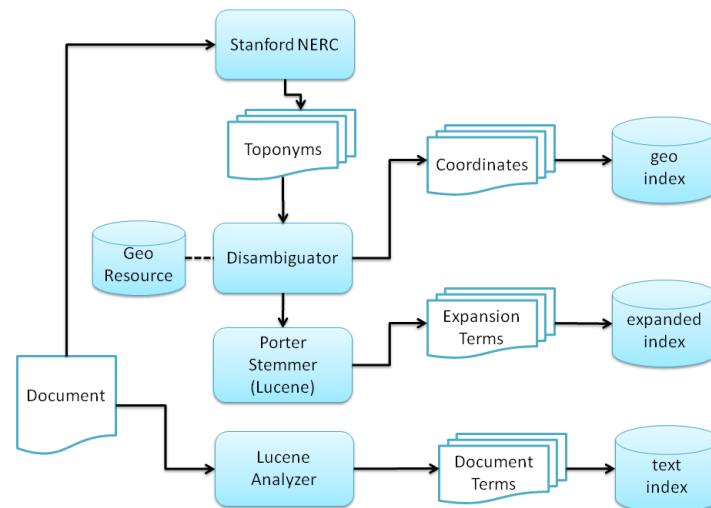 Stanford NERC
Toponyms
Coordinates
geo
index
Geo
Resource
Disambiguator
Porter
Stemmer
(Lucene)
Expansion
Terms
expanded
index
Document
Lucene
Analyzer
Document
Terms
text
index